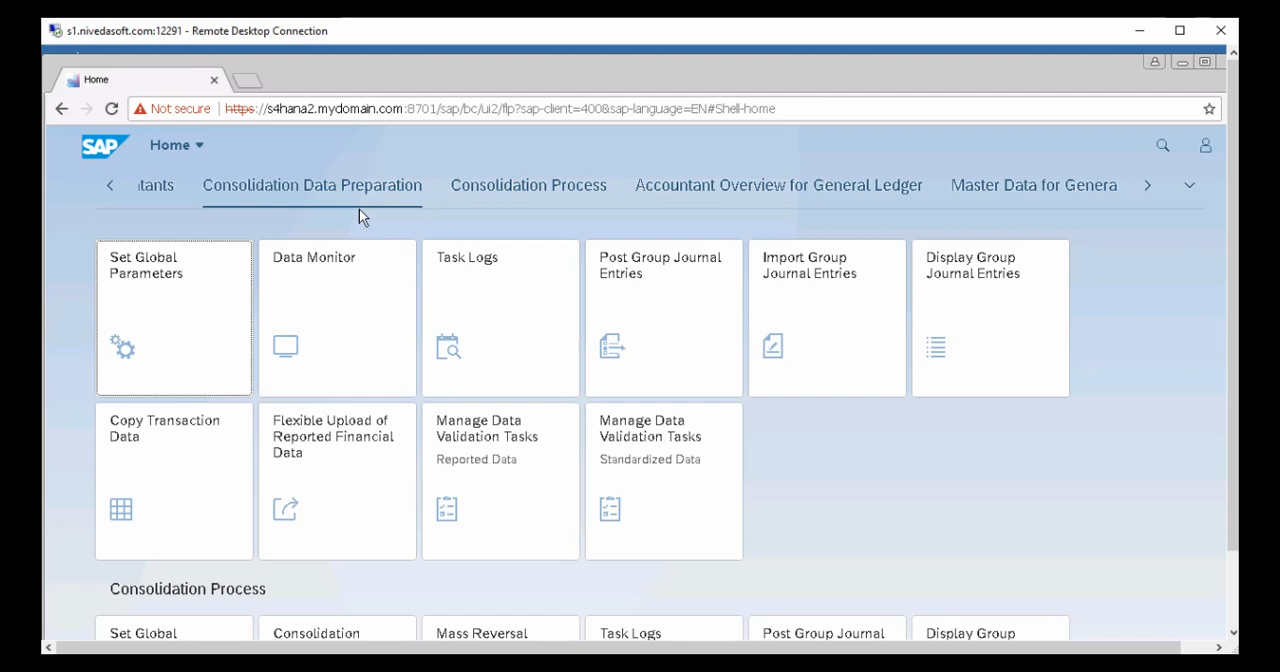 s1.nivedasoft.com:12291 - Remote Desktop Connection
Home
Not secure https://s4hana2.mydomain.com:8701/sap/bc/ui2/flp?sap-client=400&sap-language=EN#Shell-home
SAP Home
tants Consolidation Data Preparation Consolidation Process Accountant Overview for General Ledger Master Data for Genera
Set Global Parameters
Data Monitor
Task Logs
Post Group Journal Entries
Import Group Journal Entries
Display Group Journal Entries
Copy Transaction Data
Flexible Upload of Reported Financial Data
Manage Data Validation Tasks
Reported Data
Manage Data Validation Tasks
Standardized Data
Consolidation Process
Set Global
Consolidation
Mass Reversal
Task Logs
Post Group Journal
Display Group